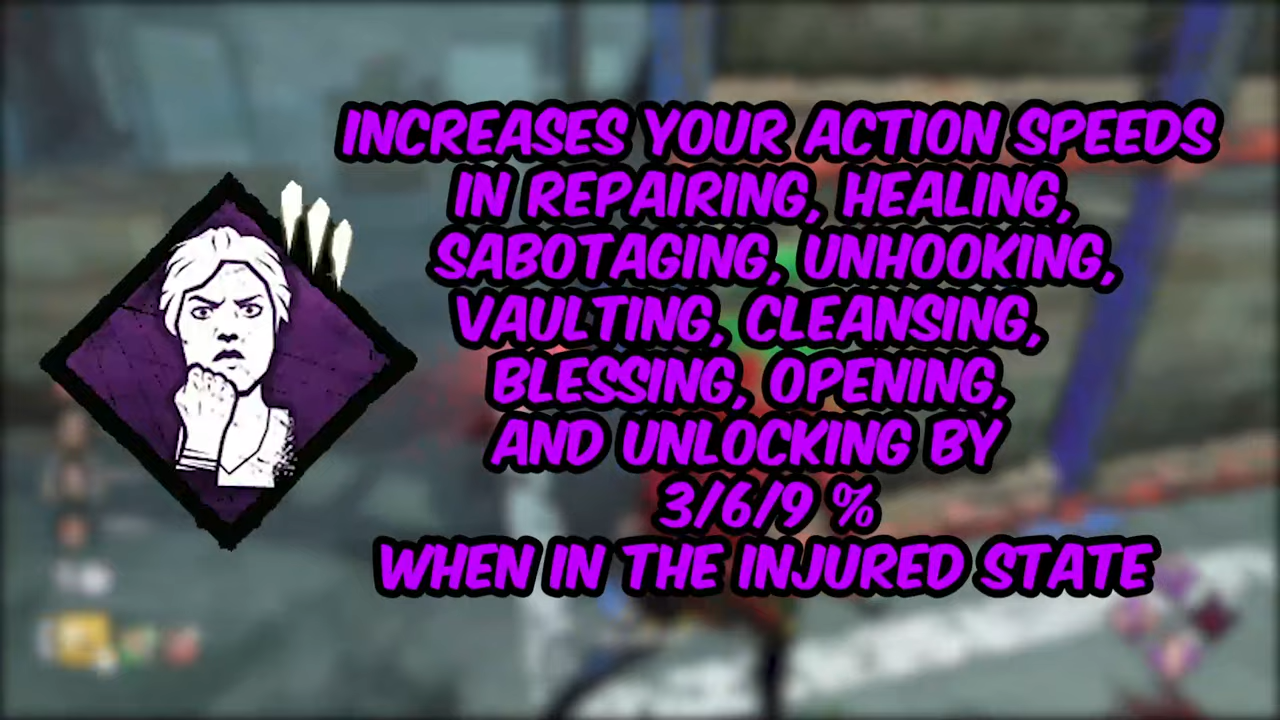 INCREASES YOUR ACTION SPEEDS
IN REPAIRING, HEALING,
SABOTAGING, UNHOOKING,
VAULTING, CLEANSING,
BLESSING, OPENING,
AND UNLOCKING BY
3/6/9 %
WHEN IN THE INJURED STATE